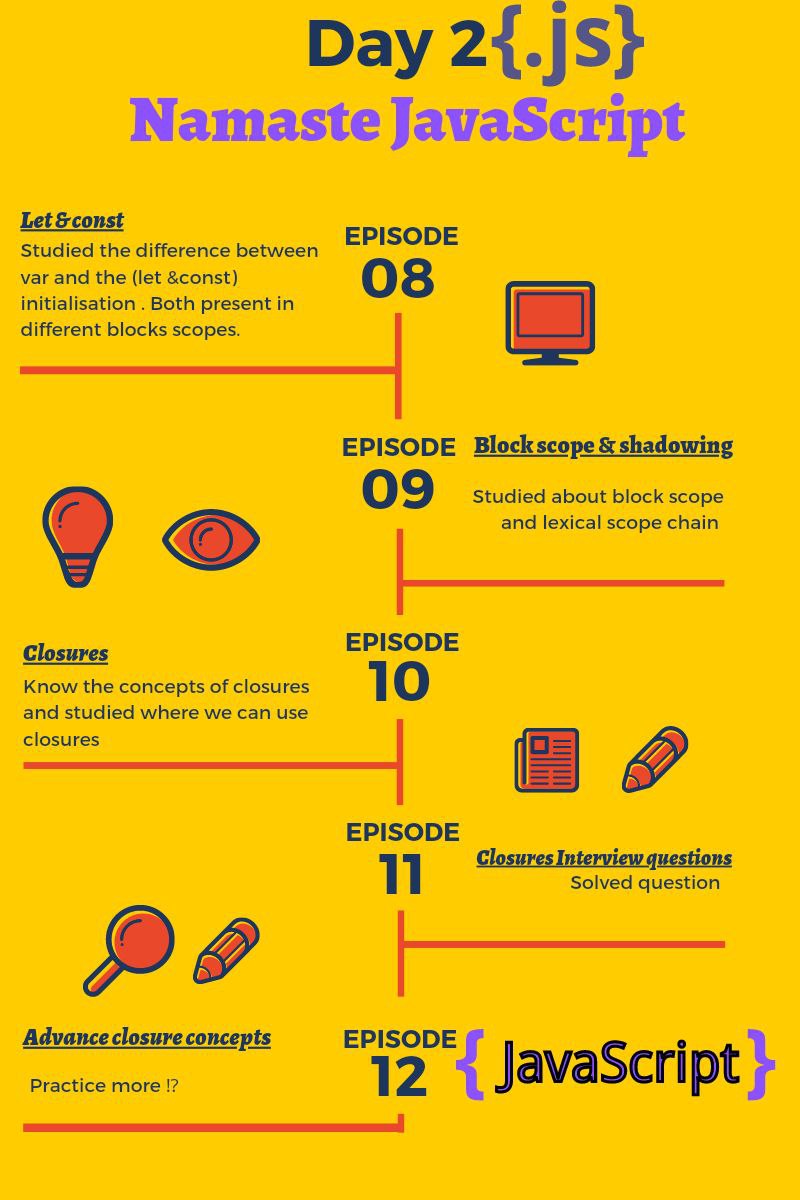 Day 2{.js}
Namaste JavaScript
Let & const
Studied the difference between
var and the (let &const)
initialisation . Both present in
different blocks scopes.
EPISODE
08
EPISODE
09
Block scope & shadowing
Studied about block scope
and lexical scope chain
Closures
Know the concepts of closures
and studied where we can use
closures
EPISODE
10
EPISODE
11
Closures Interview questions
Solved question
Advance closure concepts
Practice more !?
EPISODE
12
{ JavaScript }